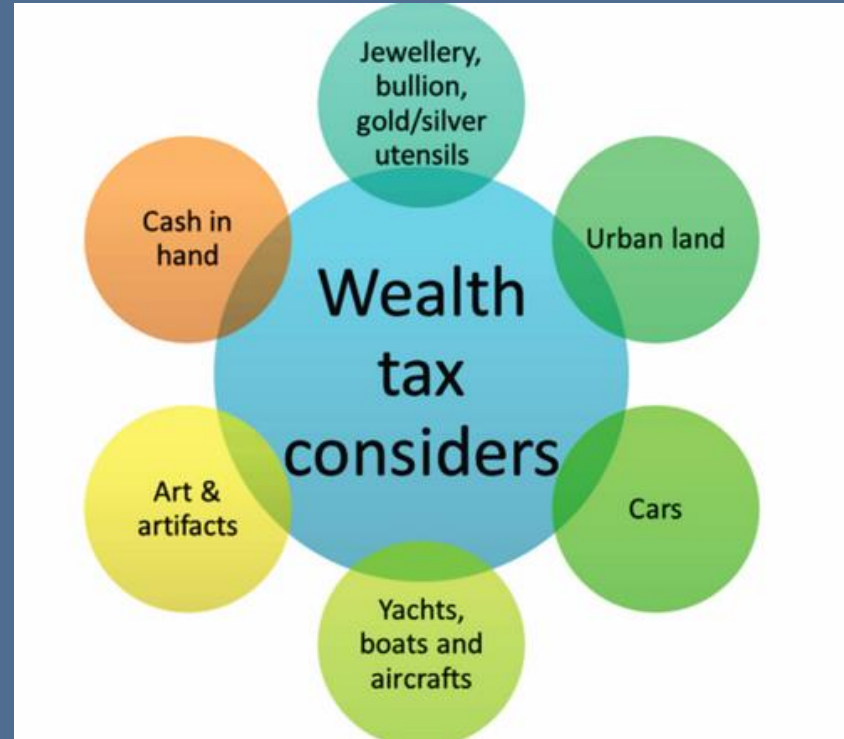 Jewellery,
bullion,
gold/silver
utensils
Cash in
hand
Urban land
Wealth
tax
considers
Art &
artifacts
Cars
Yachts,
boats and
aircrafts